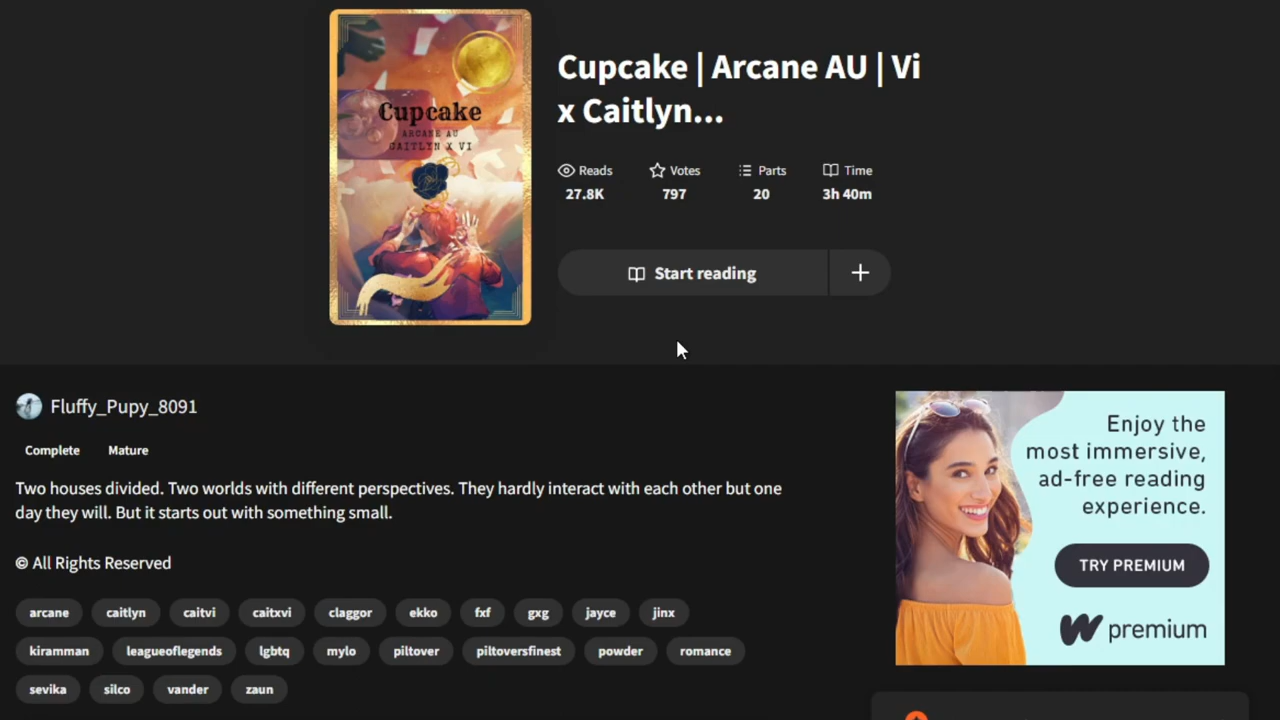 Cupcake
ARCANE AU
CAITLYN X VI
Cupcake | Arcane AU | Vi
x Caitlyn...
Reads Votes Parts Time
27.8K 797 20 3h 40m
Start reading
Fluffy_Pupy_8091
Complete Mature
Two houses divided. Two worlds with different perspectives. They hardly interact with each other but one
day they will. But it starts out with something small.
© All Rights Reserved
arcane caitlyn caitvi caitxvi claggor ekko fxf gxg jayce jinx
kiramman leagueoflegends lgbtq mylo piltover piltoversfinest powder romance
sevika silco vander zaun
Enjoy the
most immersive,
ad-free reading
experience.
TRY PREMIUM
premium